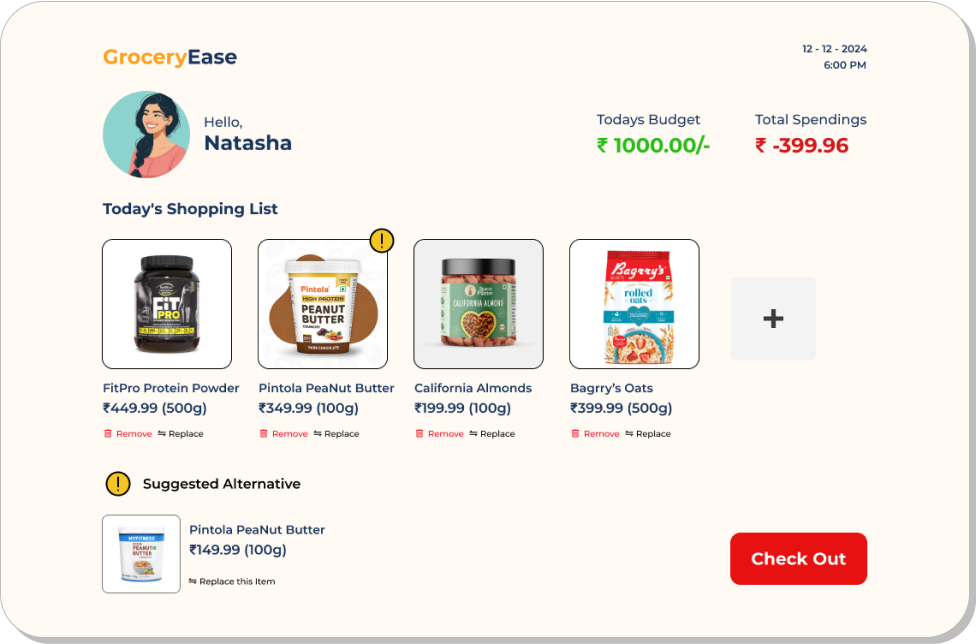 GroceryEase
12 - 12 - 2024
6:00 PM
Hello,
Natasha
Todays Budget
₹ 1000.00/-
Total Spendings
₹ -399.96
Today's Shopping List
FiT
PRO
!
Pintola
HIGH PROTEIN
PEANUT
BUTTER
CRUNCHY
DARK CHOCOLATE
CALIFORNIA ALMOND
Bagrry's
rolled
oats
+
FitPro Protein Powder
₹449.99 (500g)
Remove Replace
Pintola PeaNut Butter
₹349.99 (100g)
Remove Replace
California Almonds
₹199.99 (100g)
Remove Replace
Bagrry's Oats
₹399.99 (500g)
Remove Replace
! Suggested Alternative
MYFITNESS
PEANUT
BUTTER
Pintola PeaNut Butter
₹149.99 (100g)
Replace this Item
Check Out